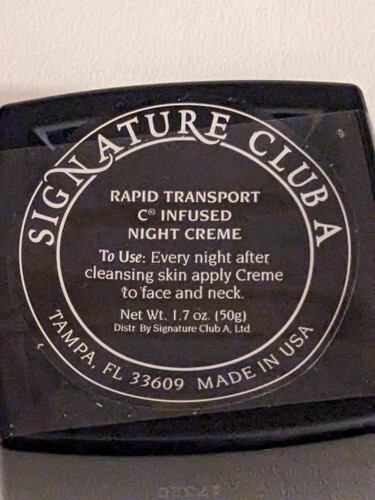 SIGNATURE CLUB A
RAPID TRANSPORT
C® INFUSED
NIGHT CREME
To Use: Every night after
cleansing skin apply Creme
to face and neck.
Net Wt. 1.7 oz. (50g)
Distr. By Signature Club A, Ltd
TAMPA, FL 33609 MADE IN USA